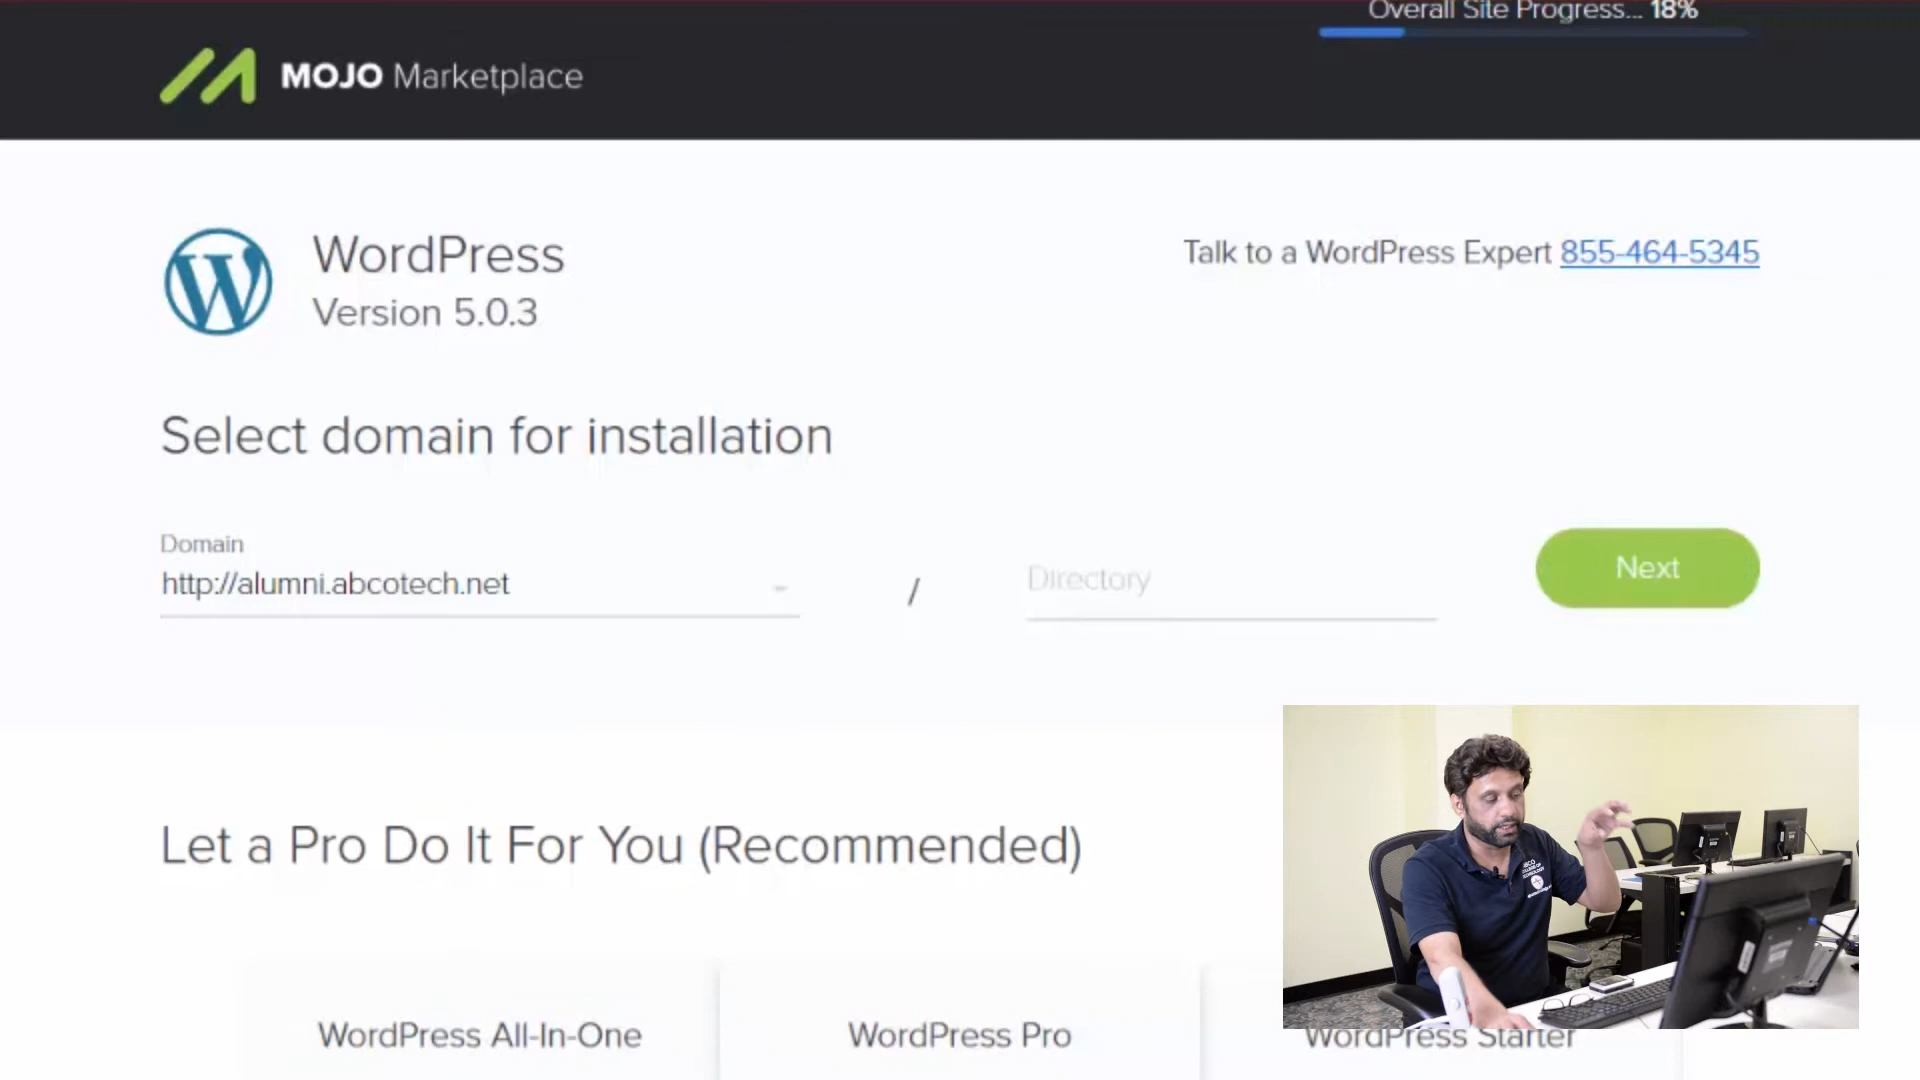 Overall Site Progress... 18%
MOJO Marketplace
WordPress
Version 5.0.3
Talk to a WordPress Expert 855-464-5345
Select domain for installation
Domain
http://alumni.abcotech.net
/
Directory
Next
Let a Pro Do It For You (Recommended)
WordPress All-In-One
WordPress Pro
WordPress Starter